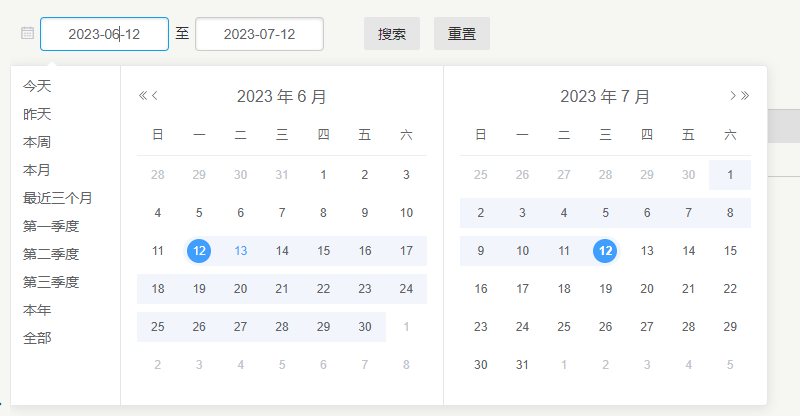 2023-06-12 至 2023-07-12 搜索 重置
今天
昨天
本周
本月
最近三个月
第一季度
第二季度
第三季度
本年
全部
2023 年 6 月
日 一 二 三 四 五 六
28 29 30 31 1 2 3
4 5 6 7 8 9 10
11 12 13 14 15 16 17
18 19 20 21 22 23 24
25 26 27 28 29 30 1
2 3 4 5 6 7 8
2023 年 7 月
日 一 二 三 四 五 六
25 26 27 28 29 30 1
2 3 4 5 6 7 8
9 10 11 12 13 14 15
16 17 18 19 20 21 22
23 24 25 26 27 28 29
30 31 1 2 3 4 5